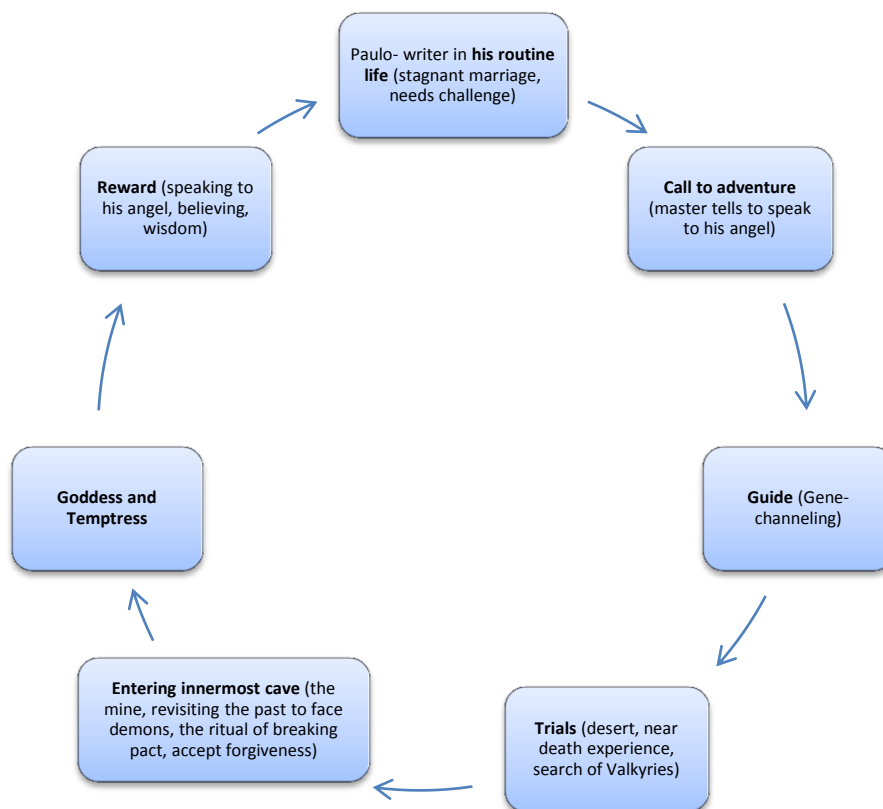 Paulo- writer in his routine
life (stagnant marriage,
needs challenge)
Call to adventure
(master tells to speak
to his angel)
Guide (Gene-
channeling)
Trials (desert, near
death experience,
search of Valkyries)
Entering innermost cave (the
mine, revisiting the past to face
demons, the ritual of breaking
pact, accept forgiveness)
Goddess and
Temptress
Reward (speaking to
his angel, believing,
wisdom)